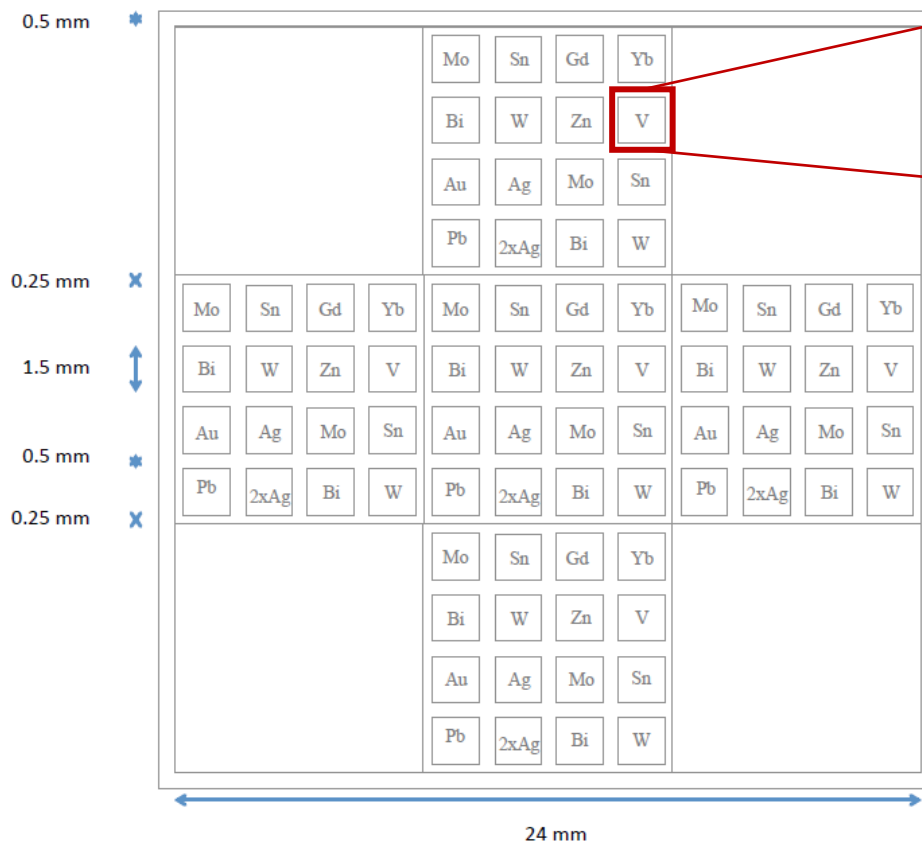 0.5 mm
Mo Sn Gd Yb
Bi W Zn V
Au Ag Mo Sn
Pb 2xAg Bi W
0.25 mm
Mo Sn Gd Yb Mo Sn Gd Yb Mo Sn Gd Yb
1.5 mm
Bi W Zn V Bi W Zn V Bi W Zn V
Au Ag Mo Sn Au Ag Mo Sn Au Ag Mo Sn
0.5 mm
Pb 2xAg Bi W Pb 2xAg Bi W Pb 2xAg Bi W
0.25 mm
Mo Sn Gd Yb
Bi W Zn V
Au Ag Mo Sn
Pb 2xAg Bi W
24 mm